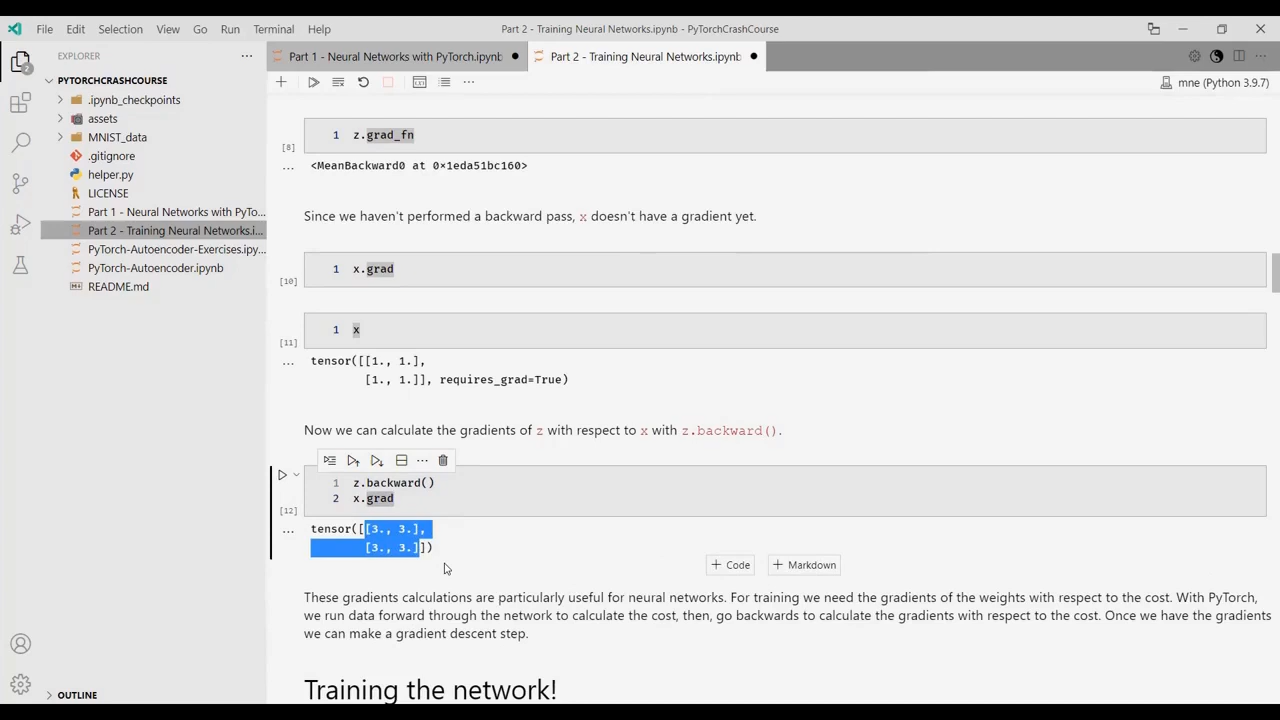 File Edit Selection View Go Run Terminal Help
Part 2 - Training Neural Networks.ipynb - PyTorchCrashCourse
EXPLORER
PYTORCHCRASHCOURSE
.ipynb_checkpoints
assets
MNIST_data
.gitignore
helper.py
LICENSE
Part 1 - Neural Networks with PyTo...
Part 2 - Training Neural Networks.i...
PyTorch-Autoencoder-Exercises.ipy...
PyTorch-Autoencoder.ipynb
README.md
OUTLINE
Part 1 - Neural Networks with PyTorch.ipynb
Part 2 - Training Neural Networks.ipynb
mne (Python 3.9.7)
1 z.grad_fn
[8]
<MeanBackward0 at 0×1eda51bc160>
Since we haven't performed a backward pass, x doesn't have a gradient yet.
1 x.grad
[10]
1 x
[11]
tensor([[1., 1.],
[1., 1.]], requires_grad=True)
Now we can calculate the gradients of z with respect to x with z.backward().
1 z.backward()
2 x.grad
[12]
tensor([[3., 3.],
[3., 3.]])
+ Code + Markdown
These gradients calculations are particularly useful for neural networks. For training we need the gradients of the weights with respect to the cost. With PyTorch,
we run data forward through the network to calculate the cost, then, go backwards to calculate the gradients with respect to the cost. Once we have the gradients
we can make a gradient descent step.
Training the network!